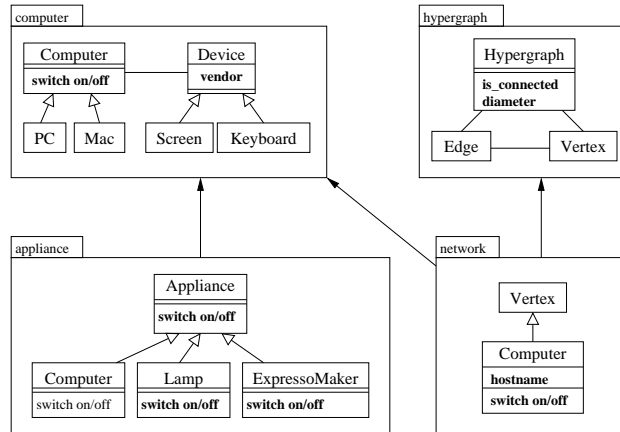 computer
Computer
switch on/off
Device
vendor
PC
Mac
Screen
Keyboard
hypergraph
Hypergraph
is_connected
diameter
Edge
Vertex
appliance
Appliance
switch on/off
Computer
switch on/off
Lamp
switch on/off
ExpressoMaker
switch on/off
network
Vertex
Computer
hostname
switch on/off